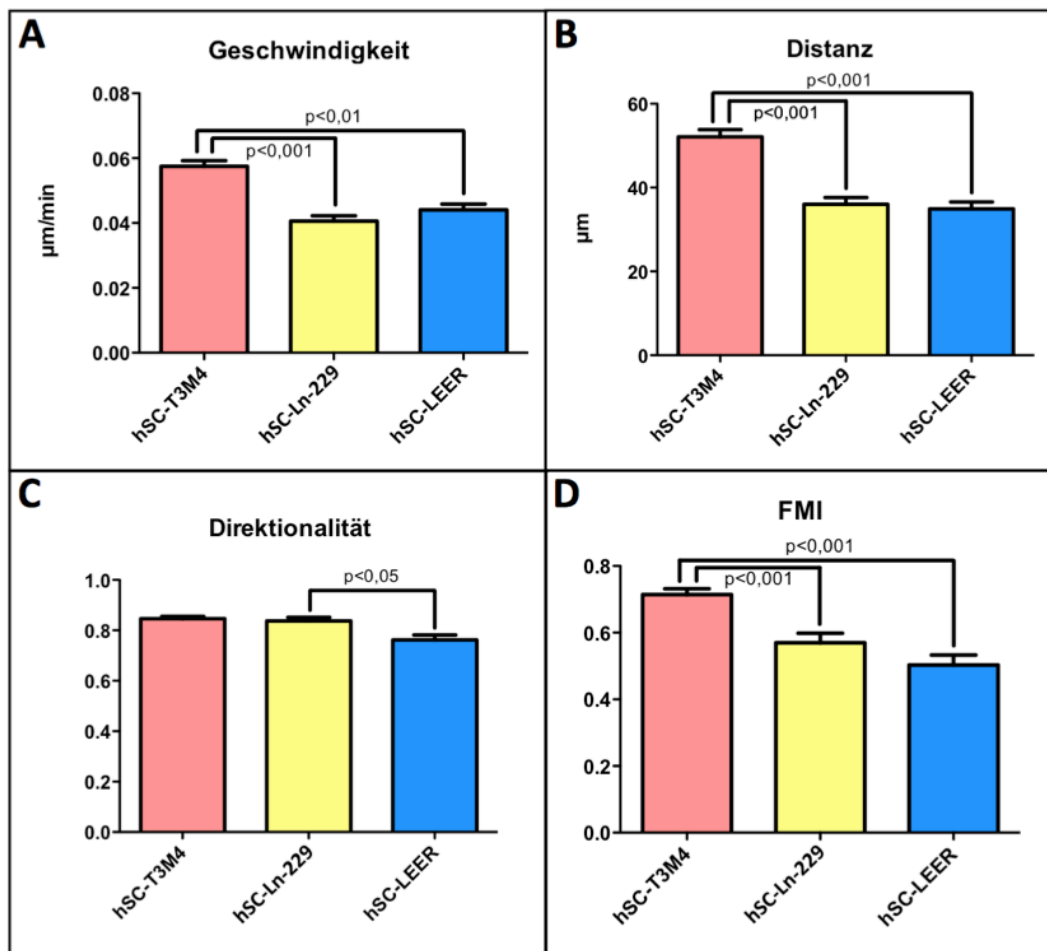 A
Geschwindigkeit
µm/min
0.08
0.06
0.04
0.02
0.00
p<0,01
p<0,001
hSC-T3M4
hSC-Ln-229
hSC-LEER
B
Distanz
µm
60
40
20
0
p<0,001
p<0,001
hSC-T3M4
hSC-Ln-229
hSC-LEER
C
Direktionalität
1.0
0.8
0.6
0.4
0.2
0.0
p<0,05
hSC-T3M4
hSC-Ln-229
hSC-LEER
D
FMI
0.8
0.6
0.4
0.2
0.0
p<0,001
p<0,001
hSC-T3M4
hSC-Ln-229
hSC-LEER